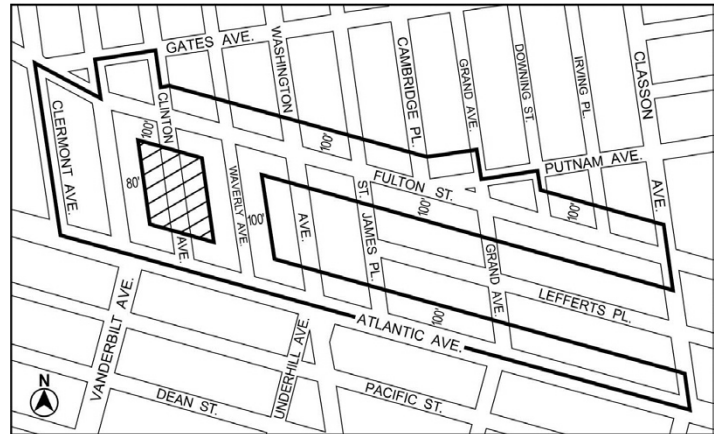 GATES AVE.
WASHINGTON
AVE.
CAMBRIDGE PL.
GRAND AVE.
DOWNING ST.
IRVING PL.
CLASSON
AVE.
CLERMONT AVE.
CLINTON
AVE.
100'
80'
WAVERLY AVE.
100'
100'
FULTON ST.
100'
PUTNAM AVE.
100'
ST. JAMES PL.
GRAND AVE.
LEFFERTS PL.
100'
ATLANTIC AVE.
VANDERBILT AVE.
UNDERHILL AVE.
DEAN ST.
PACIFIC ST.
N